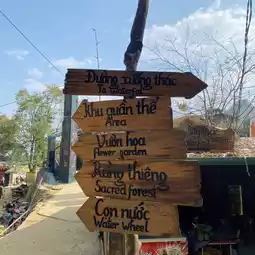 Đường xuống thác
To waterfall
Khu quần thể
Area
Vườn hoa
flower garden
Rừng thiêng
Sacred forest
Con nước
Water wheel